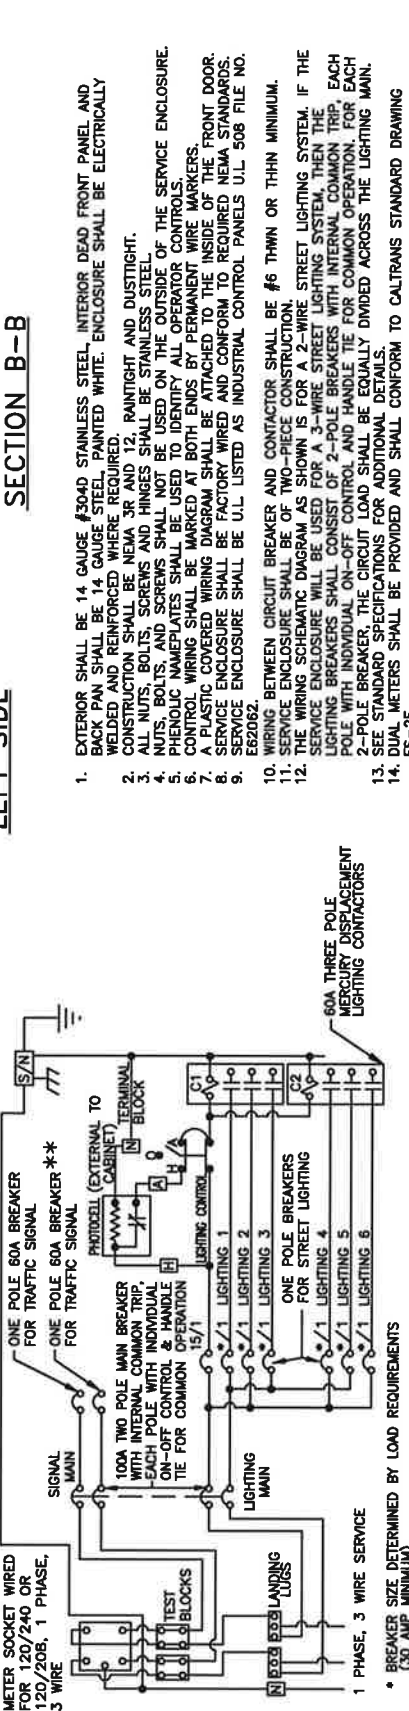 LEFT SIDE
SECTION B-B
1. EXTERIOR SHALL BE 14 GAUGE #304D STAINLESS STEEL, INTERIOR DEAD FRONT PANEL AND
BACK PAN SHALL BE 14 GAUGE STEEL, PAINTED WHITE. ENCLOSURE SHALL BE ELECTRICALLY
WELDED AND REINFORCED WHERE REQUIRED.
2. CONSTRUCTION SHALL BE NEMA 3R AND 12, RAINTIGHT AND DUSTTIGHT.
3. ALL NUTS, BOLTS, SCREWS AND HINGES SHALL BE STAINLESS STEEL.
4. NUTS, BOLTS, AND SCREWS SHALL NOT BE USED ON THE OUTSIDE OF THE SERVICE ENCLOSURE.
5. PHENOLIC NAMEPLATES SHALL BE USED TO IDENTIFY ALL OPERATOR CONTROLS.
6. CONTROL WIRING SHALL BE MARKED AT BOTH ENDS BY PERMANENT WIRE MARKERS.
7. A PLASTIC COVERED WIRING DIAGRAM SHALL BE ATTACHED TO THE INSIDE OF THE FRONT DOOR.
8. SERVICE ENCLOSURE SHALL BE FACTORY WIRED AND CONFORM TO REQUIRED NEMA STANDARDS.
9. SERVICE ENCLOSURE SHALL BE U.L LISTED AS INDUSTRIAL CONTROL PANELS U.L 508 FILE NO.
E62062.
10. WIRING BETWEEN CIRCUIT BREAKER AND CONTACTOR SHALL BE #6 THWN OR THHN MINIMUM.
11. SERVICE ENCLOSURE SHALL BE OF TWO-PIECE CONSTRUCTION.
12. THE WIRING SCHEMATIC DIAGRAM AS SHOWN IS FOR A 2-WIRE STREET LIGHTING SYSTEM. IF THE
SERVICE ENCLOSURE WILL BE USED FOR A 3-WIRE STREET LIGHTING SYSTEM, THEN THE
LIGHTING BREAKERS SHALL CONSIST OF 2-POLE BREAKERS WITH INTERNAL COMMON TRIP, EACH
POLE WITH INDIVIDUAL ON-OFF CONTROL AND HANDLE TIE FOR COMMON OPERATION. FOR EACH
2-POLE BREAKER, THE CIRCUIT LOAD SHALL BE EQUALLY DIVIDED ACROSS THE LIGHTING MAIN.
13. SEE STANDARD SPECIFICATIONS FOR ADDITIONAL DETAILS.
14. DUAL METERS SHALL BE PROVIDED AND SHALL CONFORM TO CALTRANS STANDARD DRAWING
METER SOCKET WIRED
FOR 120/240 OR
120/208, 1 PHASE,
3 WIRE
SIGNAL
MAIN
ONE POLE 60A BREAKER
FOR TRAFFIC SIGNAL
ONE POLE 60A BREAKER**
FOR TRAFFIC SIGNAL
S/N
TEST
BLOCKS
100A TWO POLE MAIN BREAKER
WITH INTERNAL COMMON TRIP,
EACH POLE WITH INDIVIDUAL
ON-OFF CONTROL & HANDLE
TIE FOR COMMON OPERATION
PHOTOCELL (EXTERNAL TO
CABINET)
N
TERMINAL
BLOCK
H
A
H
O
A
15/1
LIGHTING CONTROL
C1
*/1 LIGHTING 1
*/1 LIGHTING 2
*/1 LIGHTING 3
LIGHTING
MAIN
LANDING
LUGS
N
ONE POLE BREAKERS
FOR STREET LIGHTING
C2
*/1 LIGHTING 4
*/1 LIGHTING 5
*/1 LIGHTING 6
60A THREE POLE
MERCURY DISPLACEMENT
LIGHTING CONTACTORS
1 PHASE, 3 WIRE SERVICE
* BREAKER SIZE DETERMINED BY LOAD REQUIREMENTS
(30 AMP MINIMUM)